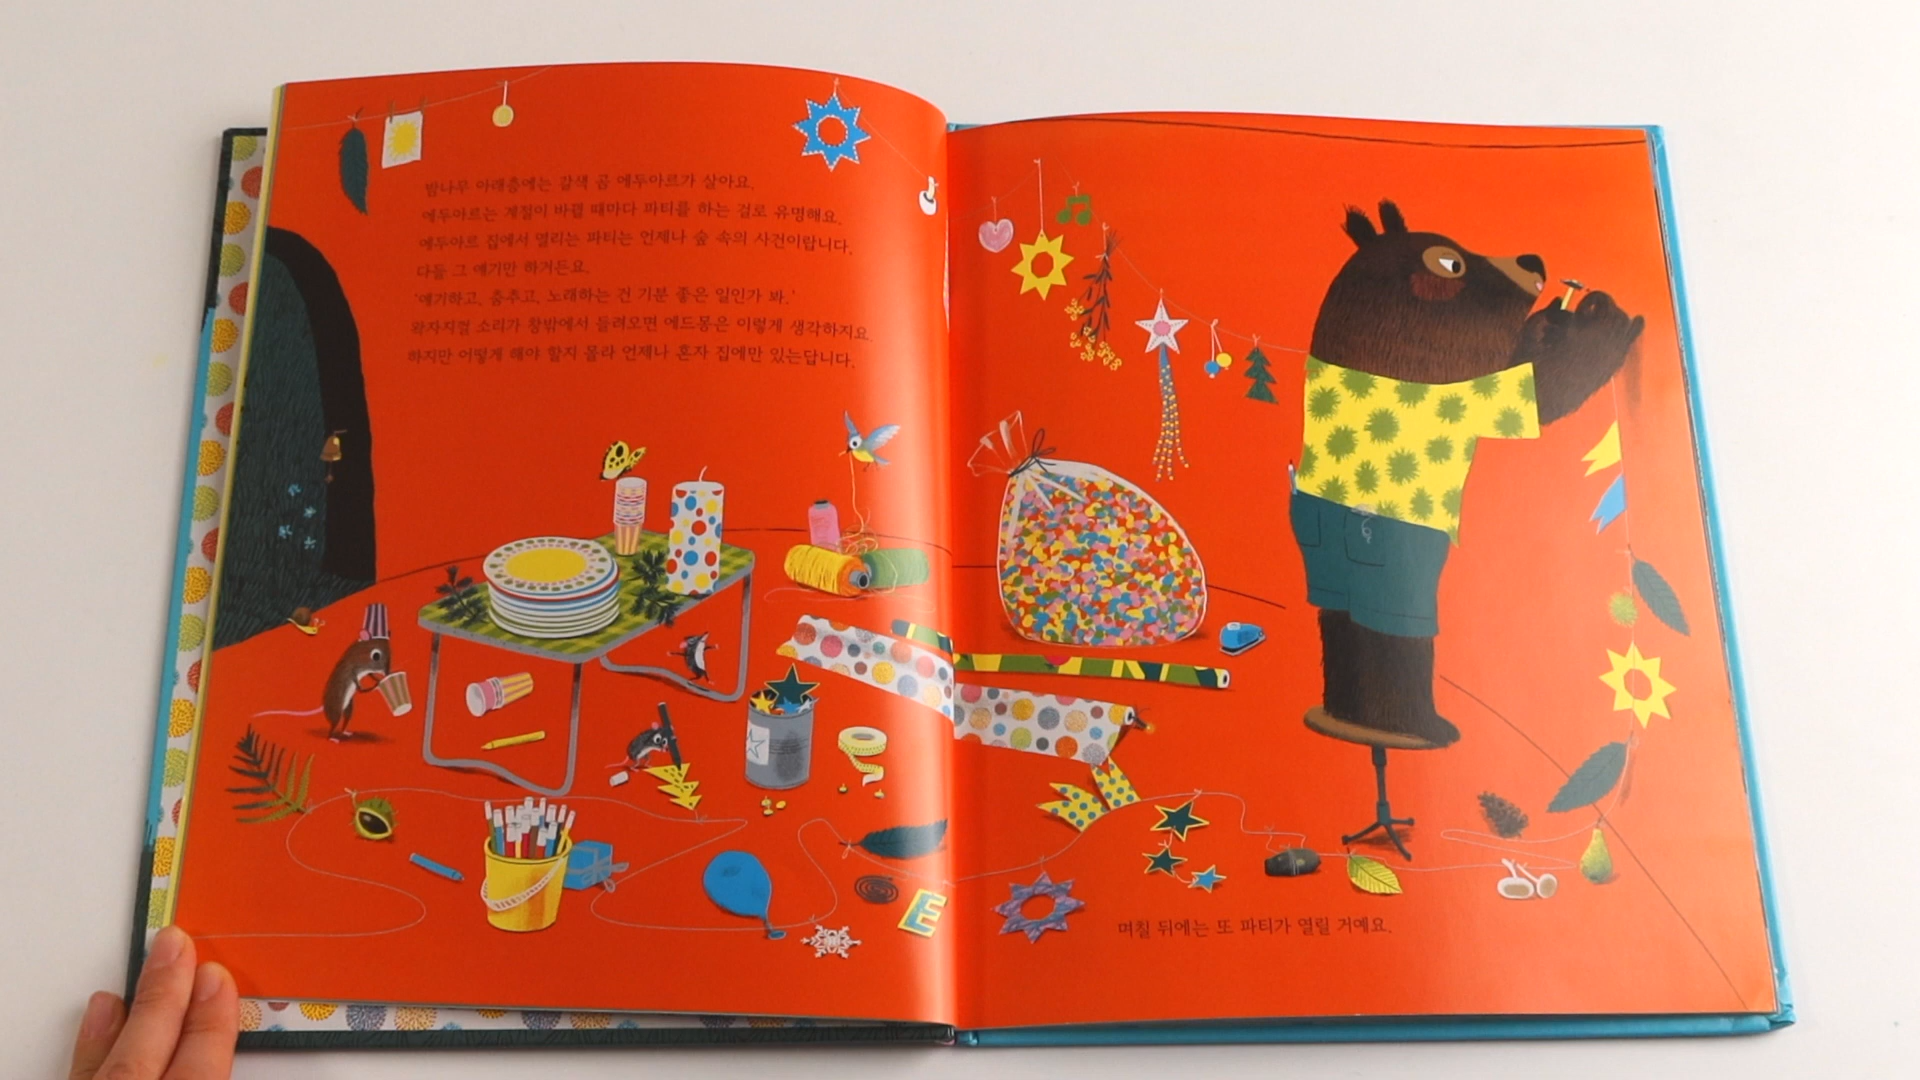 밤나무 아래층에는 갈색 곰 에두아르가 살아요.
에두아르는 계절이 바뀔 때마다 파티를 하는 걸로 유명해요.
에두아르 집에서 열리는 파티는 언제나 숲 속의 사건이랍니다.
다들 그 얘기만 하거든요.
'얘기하고, 춤추고, 노래하는 건 기분 좋은 일인가 봐.'
왁자지껄 소리가 창밖에서 들려오면 에드몽은 이렇게 생각하지요.
하지만 어떻게 해야 할지 몰라 언제나 혼자 집에만 있는답니다.
E
며칠 뒤에는 또 파티가 열릴 거예요.